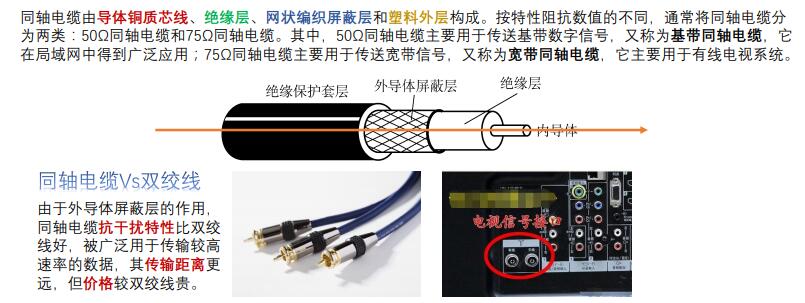 同轴电缆由导体铜质芯线、绝缘层、网状编织屏蔽层和塑料外层构成。按特性阻抗数值的不同，通常将同轴电缆分
为两类：50Ω同轴电缆和75Ω同轴电缆。其中，50Ω同轴电缆主要用于传送基带数字信号，又称为基带同轴电缆，它
在局域网中得到广泛应用；75Ω同轴电缆主要用于传送宽带信号，又称为宽带同轴电缆，它主要用于有线电视系统。
绝缘保护套层
外导体屏蔽层
绝缘层
内导体
同轴电缆Vs双绞线
由于外导体屏蔽层的作用，
同轴电缆抗干扰特性比双绞
线好，被广泛用于传输较高
速率的数据，其传输距离更
远，但价格较双绞线贵。
电视信号接口